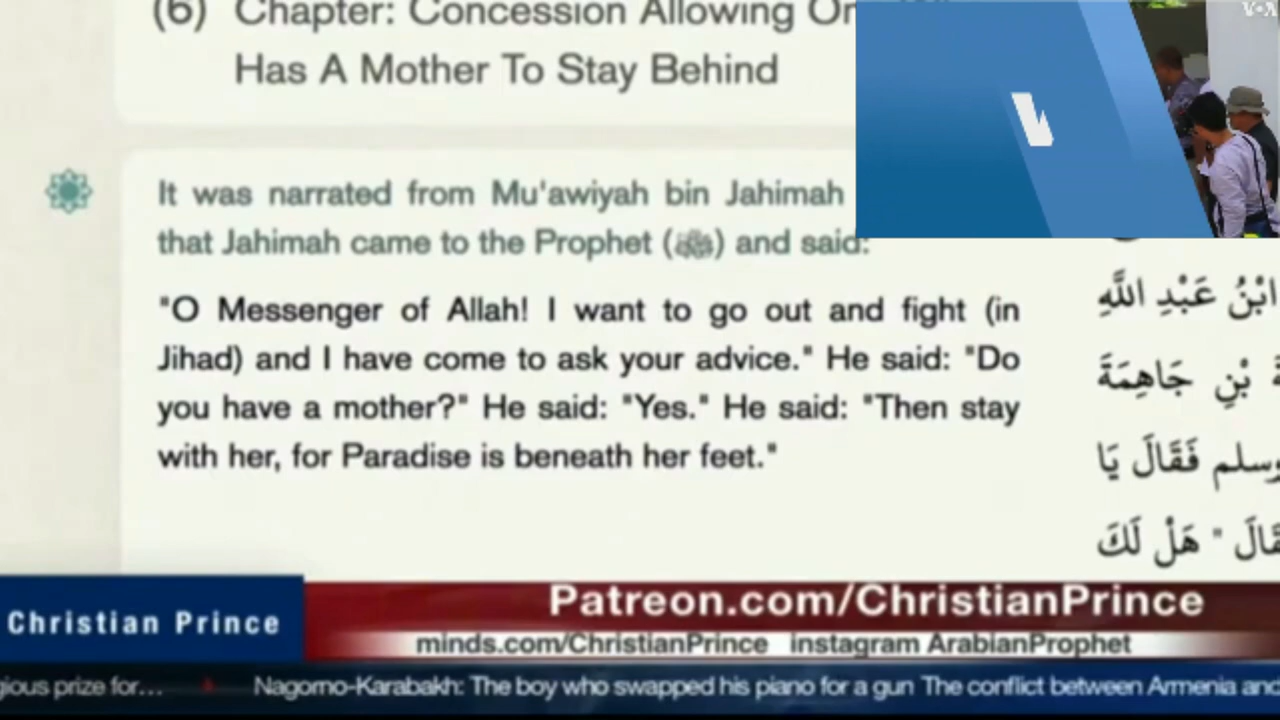 (6) Chapter: Concession Allowing
Has A Mother To Stay Behind
VOA
It was narrated from Mu'awiyah bin Jahimah
that Jahimah came to the Prophet (ﷺ) and said:
"O Messenger of Allah! I want to go out and fight (in
Jihad) and I have come to ask your advice." He said: "Do
you have a mother?" He said: "Yes." He said: "Then stay
with her, for Paradise is beneath her feet."
ابْنُ عَبْدِ اللَّهِ
بْنِ جَاهِمَةَ
وسلم فَقَالَ يَا
هَلْ لَكَ
Christian Prince
Patreon.com/ChristianPrince
minds.com/ChristianPrince instagram ArabianProphet
prize for... Nagorno-Karabakh: The boy who swapped his piano for a gun The conflict between Armenia and